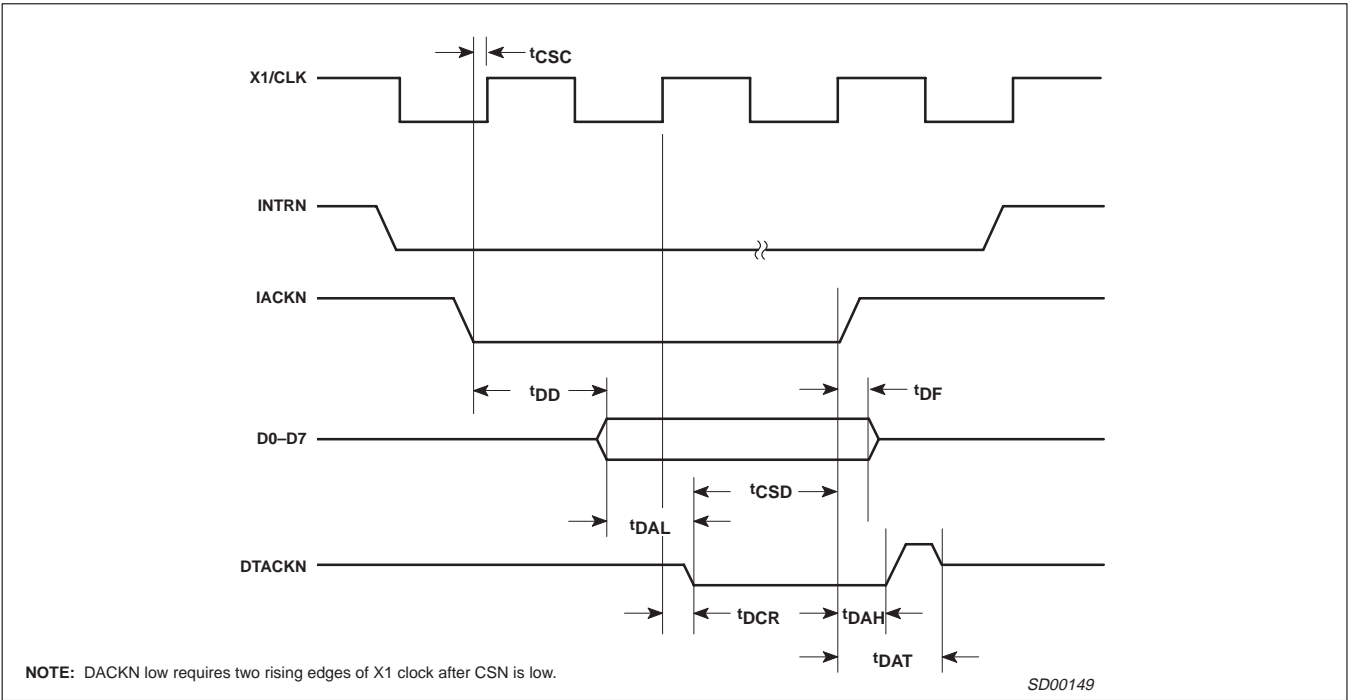 tCSC
X1/CLK
INTRN
IACKN
tDD
tDF
D0–D7
tCSD
tDAL
DTACKN
tDCR
tDAH
tDAT
NOTE: DACKN low requires two rising edges of X1 clock after CSN is low.
SD00149